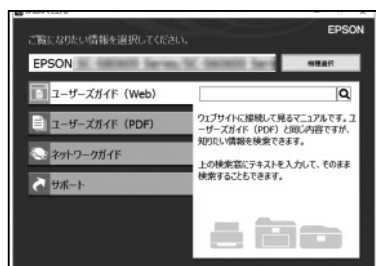 EPSON
ご覧になりたい情報を選択してください。
EPSON
機種選択
ユーザーズガイド (Web)
ユーザーズガイド (PDF)
ネットワークガイド
サポート
ウェブサイトに接続して見るマニュアルです。ユ
ーザーズガイド (PDF) と同じ内容ですが、
知りたい情報を検索できます。
上の検索窓にテキストを入力して、そのまま
検索することもできます。